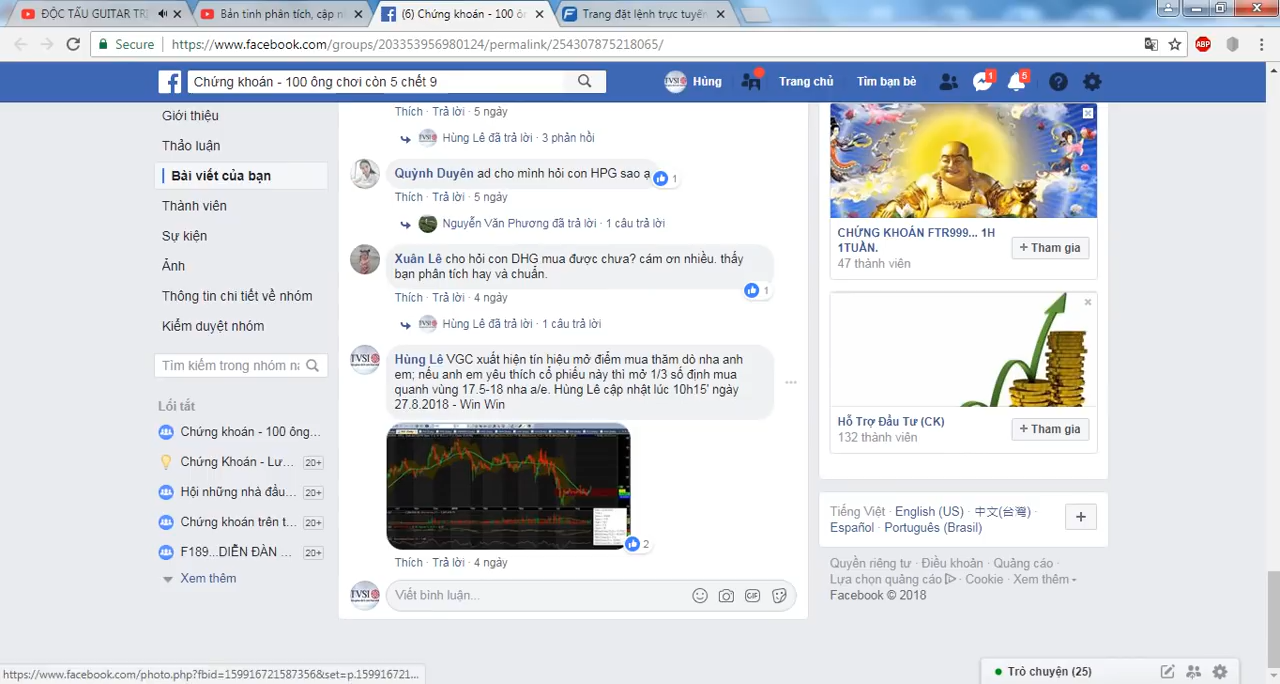 ĐỘC TẤU GUITAR TR
Bản tin phân tích, cập n
(6) Chứng khoán - 100 ôn
Trang đặt lệnh trực tuyến
Secure
https://www.facebook.com/groups/203353956980124/permalink/254307875218065/
ABP
Chứng khoán - 100 ông chơi còn 5 chết 9
TVSI
Hùng
Trang chủ
Tìm bạn bè
1
5
Giới thiệu
Thảo luận
Bài viết của bạn
Thành viên
Sự kiện
Ảnh
Thông tin chi tiết về nhóm
Kiểm duyệt nhóm
Tìm kiếm trong nhóm nà
Lối tắt
Chứng khoán - 100 ông...
Chứng Khoán - Lư... 20+
Hội những nhà đầu... 20+
Chứng khoán trên t... 20+
F189...DIỄN ĐÀN ... 20+
Xem thêm
Thích · Trả lời · 5 ngày
Hùng Lê đã trả lời · 3 phản hồi
Quỳnh Duyên ad cho mình hỏi con HPG sao ạ
1
Thích · Trả lời · 5 ngày
Nguyễn Văn Phương đã trả lời · 1 câu trả lời
Xuân Lê cho hỏi con DHG mua được chưa? cám ơn nhiều. thấy
bạn phân tích hay và chuẩn.
1
Thích · Trả lời · 4 ngày
Hùng Lê đã trả lời · 1 câu trả lời
TVSI
Hùng Lê VGC xuất hiện tín hiệu mở điểm mua thăm dò nha anh
em; nếu anh em yêu thích cổ phiếu này thì mở 1/3 số định mua
quanh vùng 17.5-18 nha a/e. Hùng Lê cập nhật lúc 10h15' ngày
27.8.2018 - Win Win
2
Thích · Trả lời · 4 ngày
TVSI
Viết bình luận...
GIF
CHỨNG KHOÁN FTR999... 1H
1TUẦN.
47 thành viên
+ Tham gia
Hỗ Trợ Đầu Tư (CK)
132 thành viên
+ Tham gia
Tiếng Việt · English (US) · 中文(台灣) ·
Español · Português (Brasil)
Quyền riêng tư · Điều khoản · Quảng cáo ·
Lựa chọn quảng cáo · Cookie · Xem thêm
Facebook © 2018
https://www.facebook.com/photo.php?fbid=1599167215873356&set=p.159916721...
Trò chuyện (25)